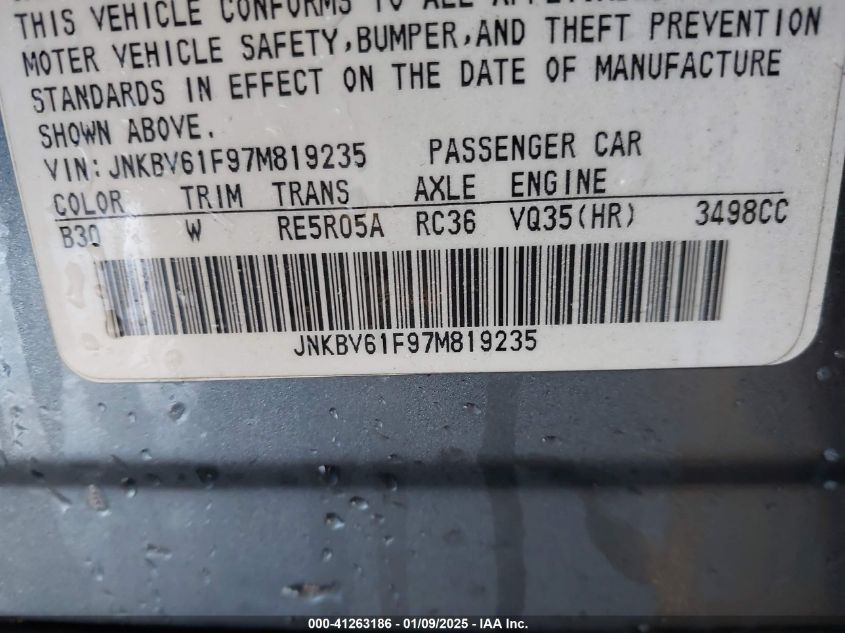 THIS VEHICLE CONFORMS TO ALL
MOTER VEHICLE SAFETY,BUMPER,AND THEFT PREVENTION
STANDARDS IN EFFECT ON THE DATE OF MANUFACTURE
SHOWN ABOVE.
VIN:JNKBV61F97M819235 PASSENGER CAR
COLOR TRIM TRANS AXLE ENGINE
B30 W RE5R05A RC36 VQ35(HR) 3498CC
JNKBV61F97M819235
000-41263186 - 01/09/2025 - IAA Inc.